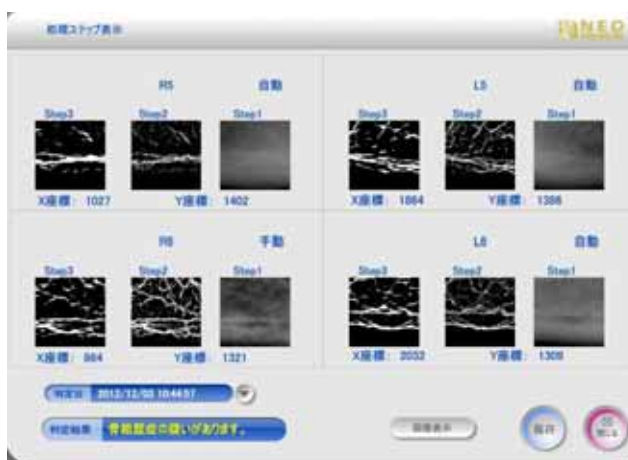 処理ステップ表示
NEO
R5 自動
L5 自動
Step3 Step2 Step1
Step3 Step2 Step1
X座標: 1027 Y座標: 1402
X座標: 1864 Y座標: 1386
R6 手動
L6 自動
Step3 Step2 Step1
Step3 Step2 Step1
X座標: 864 Y座標: 1321
X座標: 2032 Y座標: 1308
判定日 2012/12/03 10:44:57
判定結果 骨粗鬆症の疑いがあります。
画像表示
保存
閉じる